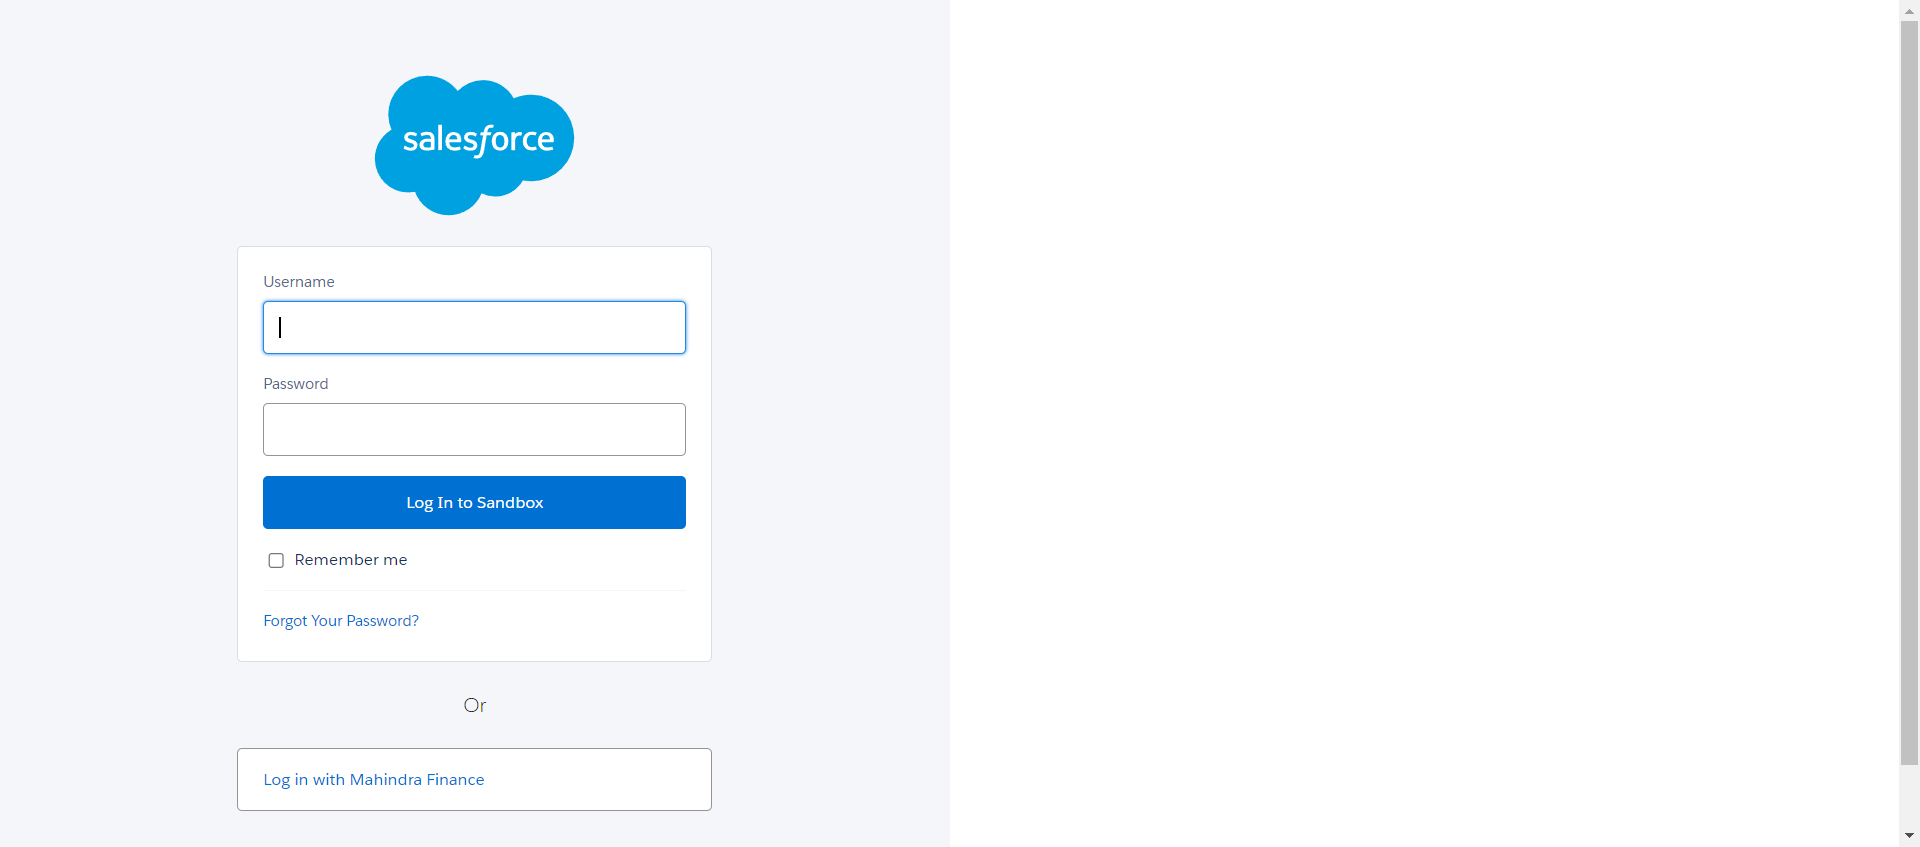 salesforce
Username
Password
Log In to Sandbox
Remember me
Forgot Your Password?
Or
Log in with Mahindra Finance